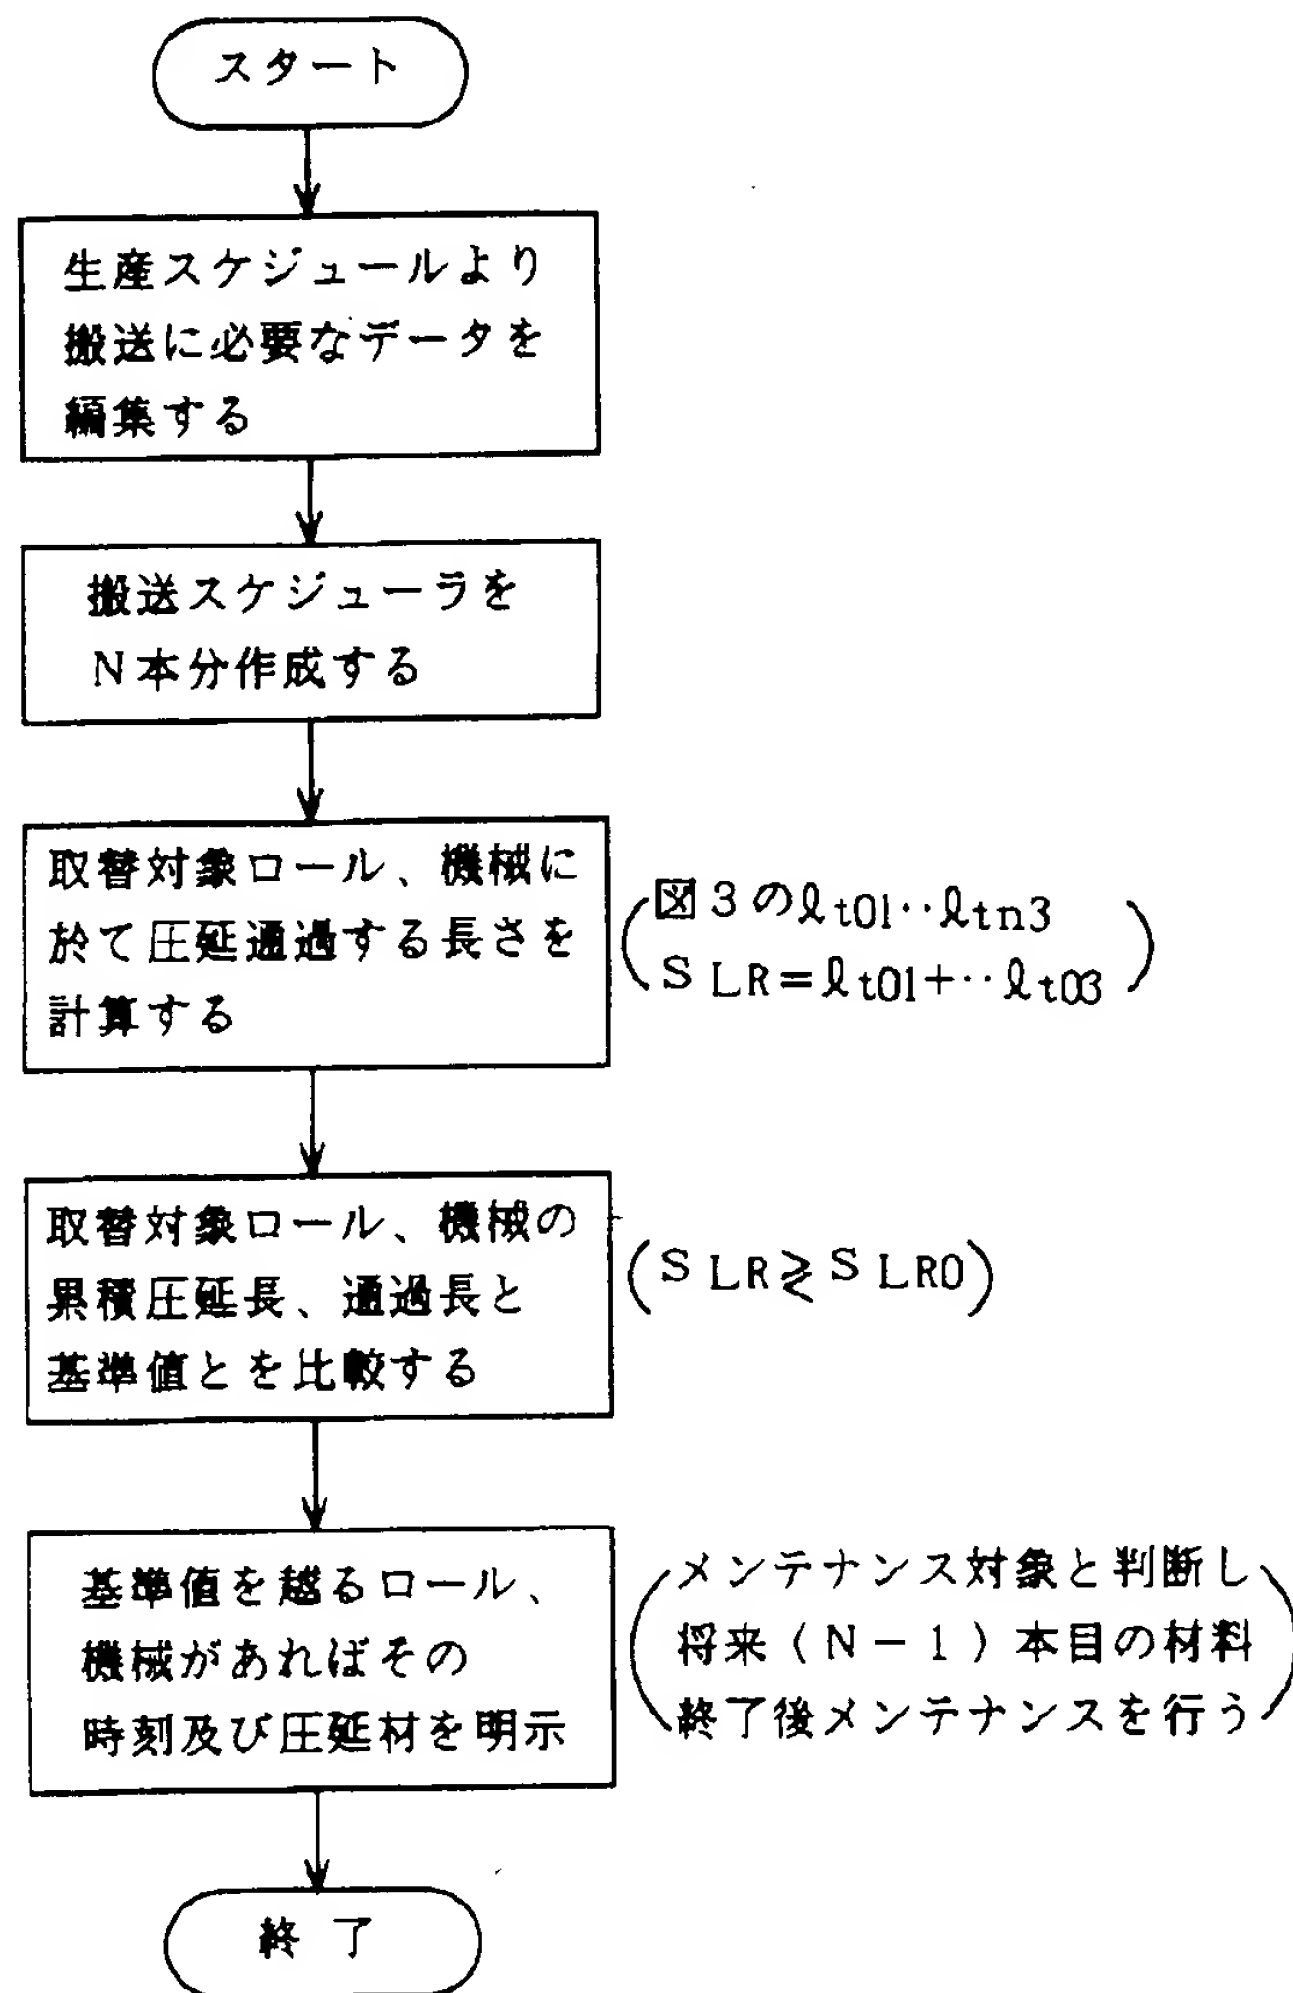 スタート
生産スケジュールより
搬送に必要なデータを
編集する
搬送スケジューラを
N本分作成する
取替対象ロール、機械に
於て圧延通過する長さを
計算する
(図3のℓt01‥ℓtn3
SLR=ℓt01+‥ℓt03)
取替対象ロール、機械の
累積圧延長、通過長と
基準値とを比較する
(SLR≷SLR0)
基準値を越るロール、
機械があればその
時刻及び圧延材を明示
(メンテナンス対象と判断し
将来(N-1)本目の材料
終了後メンテナンスを行う)
終了